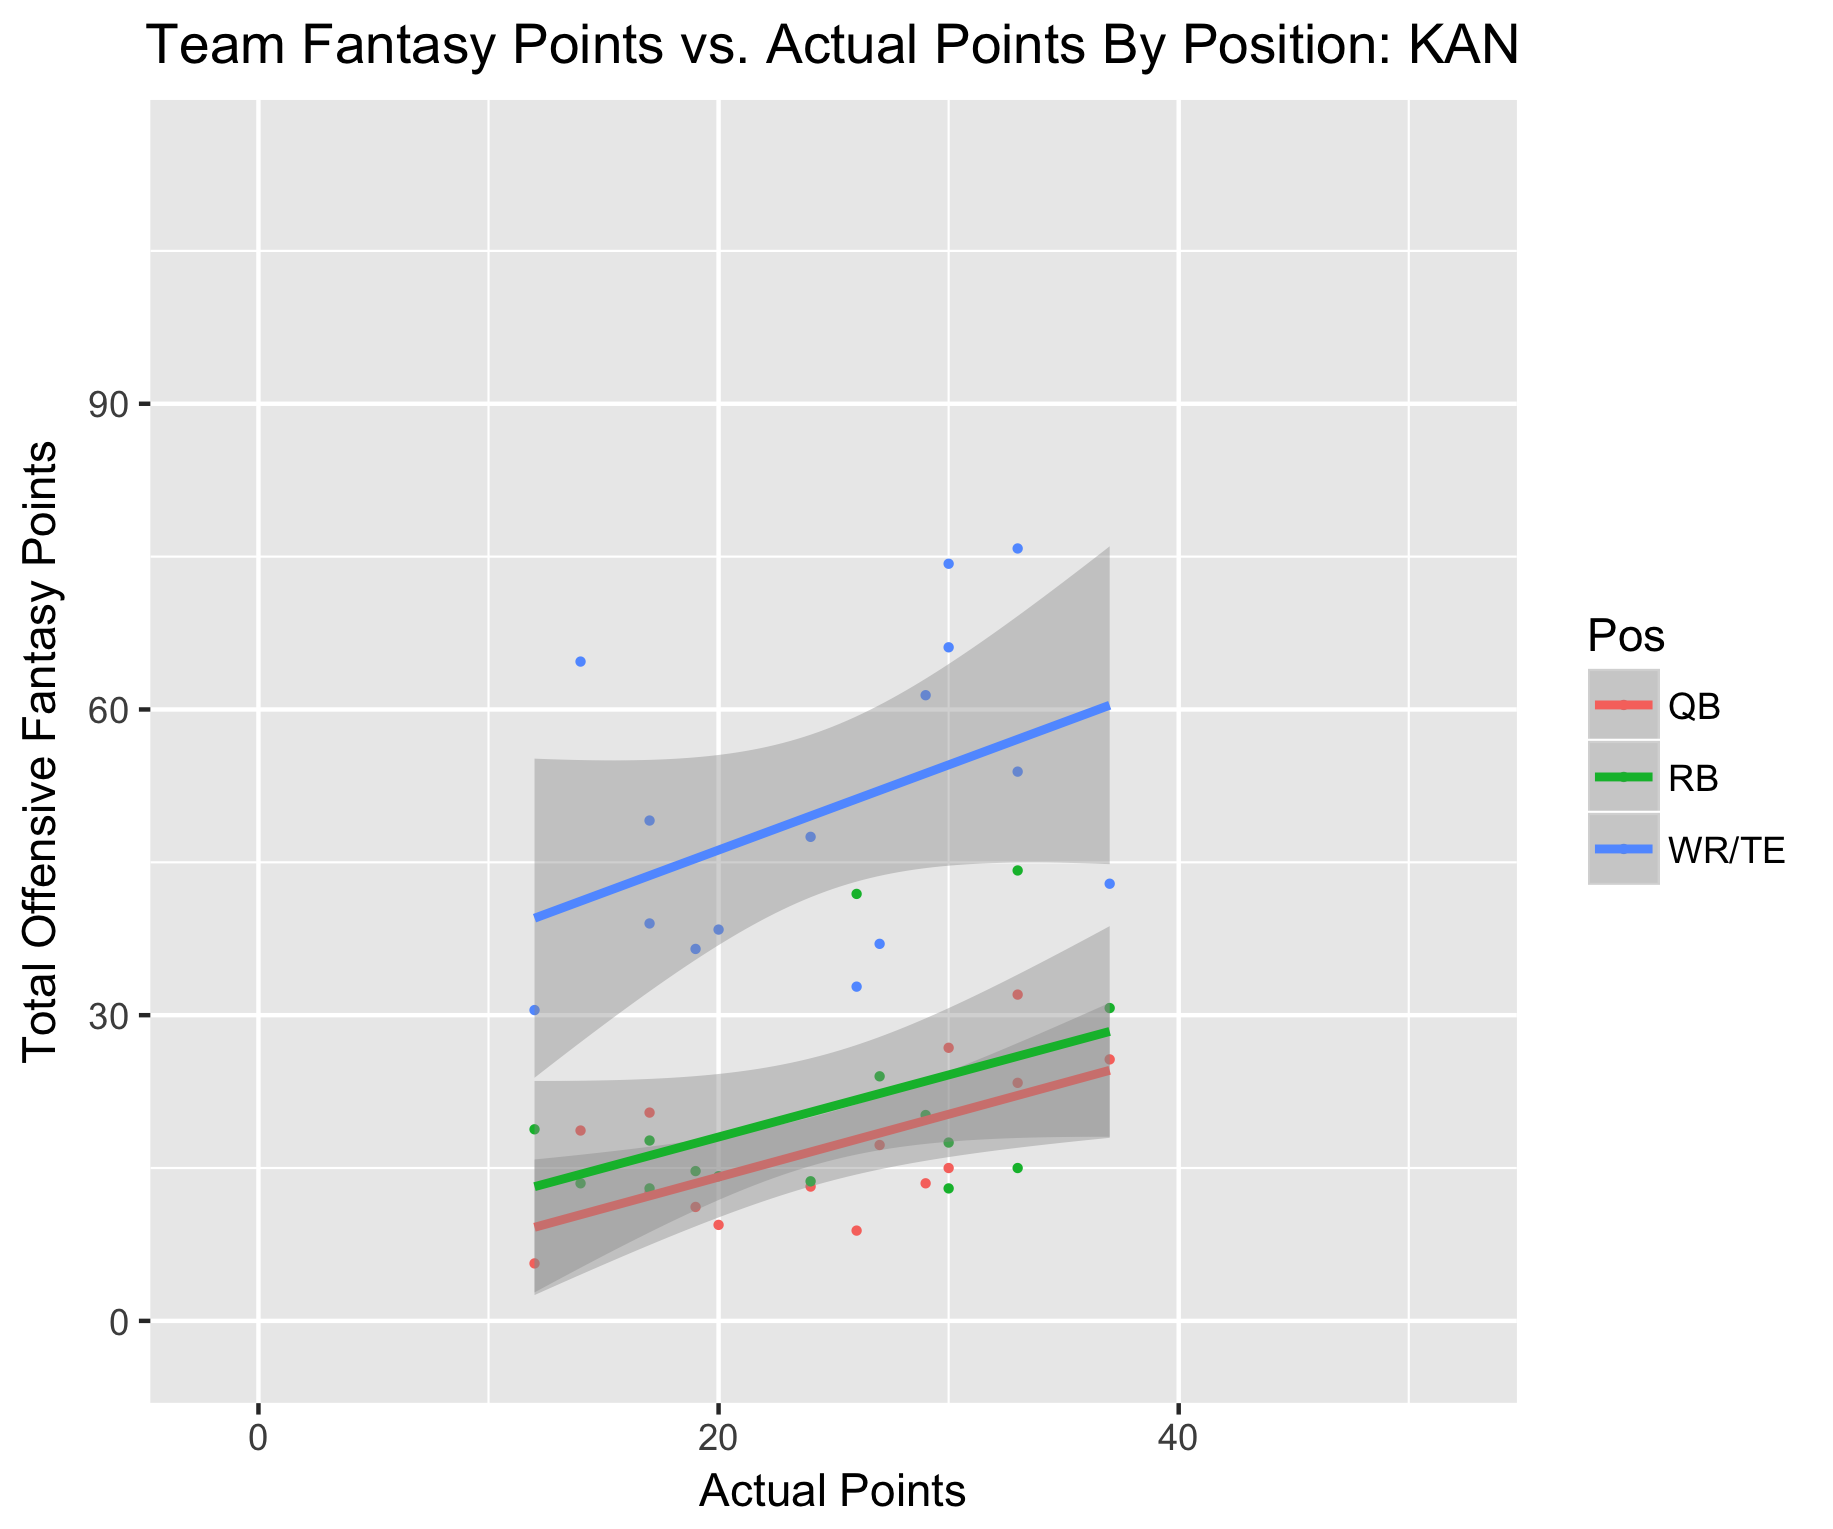 Team Fantasy Points vs. Actual Points By Position: KAN
Total Offensive Fantasy Points
90
60
30
0
0 20 40
Actual Points
Pos
QB
RB
WR/TE